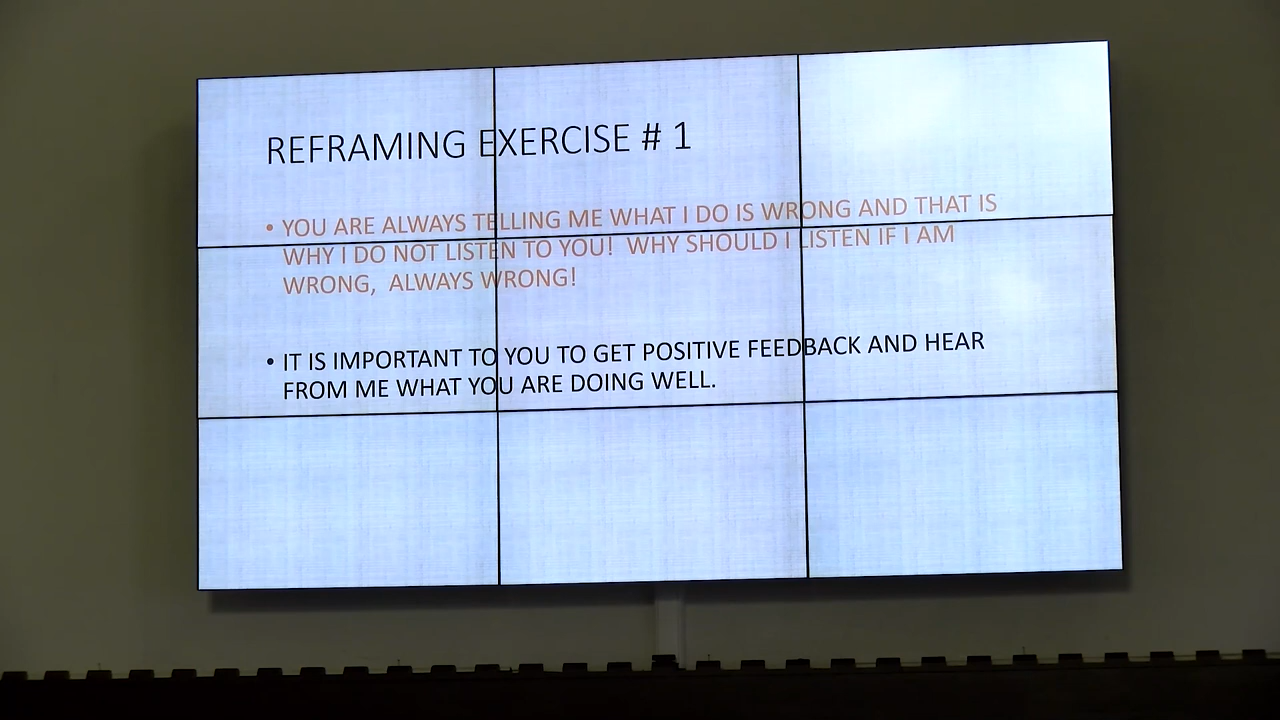 REFRAMING EXERCISE # 1
• YOU ARE ALWAYS TELLING ME WHAT I DO IS WRONG AND THAT IS
WHY I DO NOT LISTEN TO YOU! WHY SHOULD I LISTEN IF I AM
WRONG, ALWAYS WRONG!
• IT IS IMPORTANT TO YOU TO GET POSITIVE FEEDBACK AND HEAR
FROM ME WHAT YOU ARE DOING WELL.